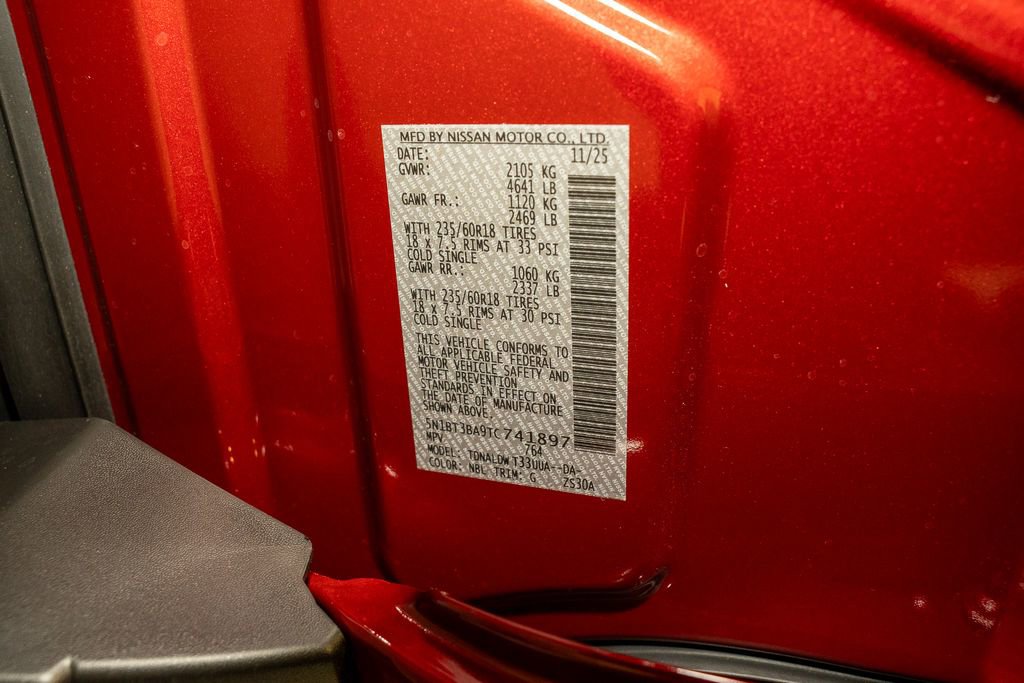 MFD BY NISSAN MOTOR CO., LTD.
DATE: 11/25
GVWR: 2105 KG
4641 LB
GAWR FR.: 1120 KG
2469 LB
WITH 235/60R18 TIRES
18 X 7.5 RIMS AT 33 PSI
COLD SINGLE
GAWR RR.: 1060 KG
2337 LB
WITH 235/60R18 TIRES
18 X 7.5 RIMS AT 30 PSI
COLD SINGLE
THIS VEHICLE CONFORMS TO
ALL APPLICABLE FEDERAL
MOTOR VEHICLE SAFETY AND
THEFT PREVENTION
STANDARDS IN EFFECT ON
THE DATE OF MANUFACTURE
SHOWN ABOVE.
5N1BT3BA9TC741897
MPV 764
MODEL: TDNALDW T33UUA--DA-
COLOR: NBL TRIM: G ZS30A